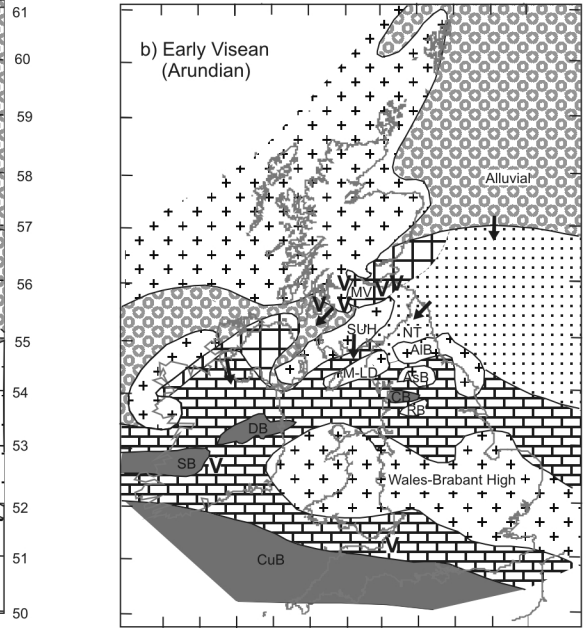 61
60
59
58
57
56
55
54
53
52
51
50
b) Early Visean
(Arundian)
Alluvial
V
MV
V
V
V
V
SUH
NT
AlB
M-LD
AsB
V
CB
RB
DB
SB
V
Wales-Brabant High
V
CuB